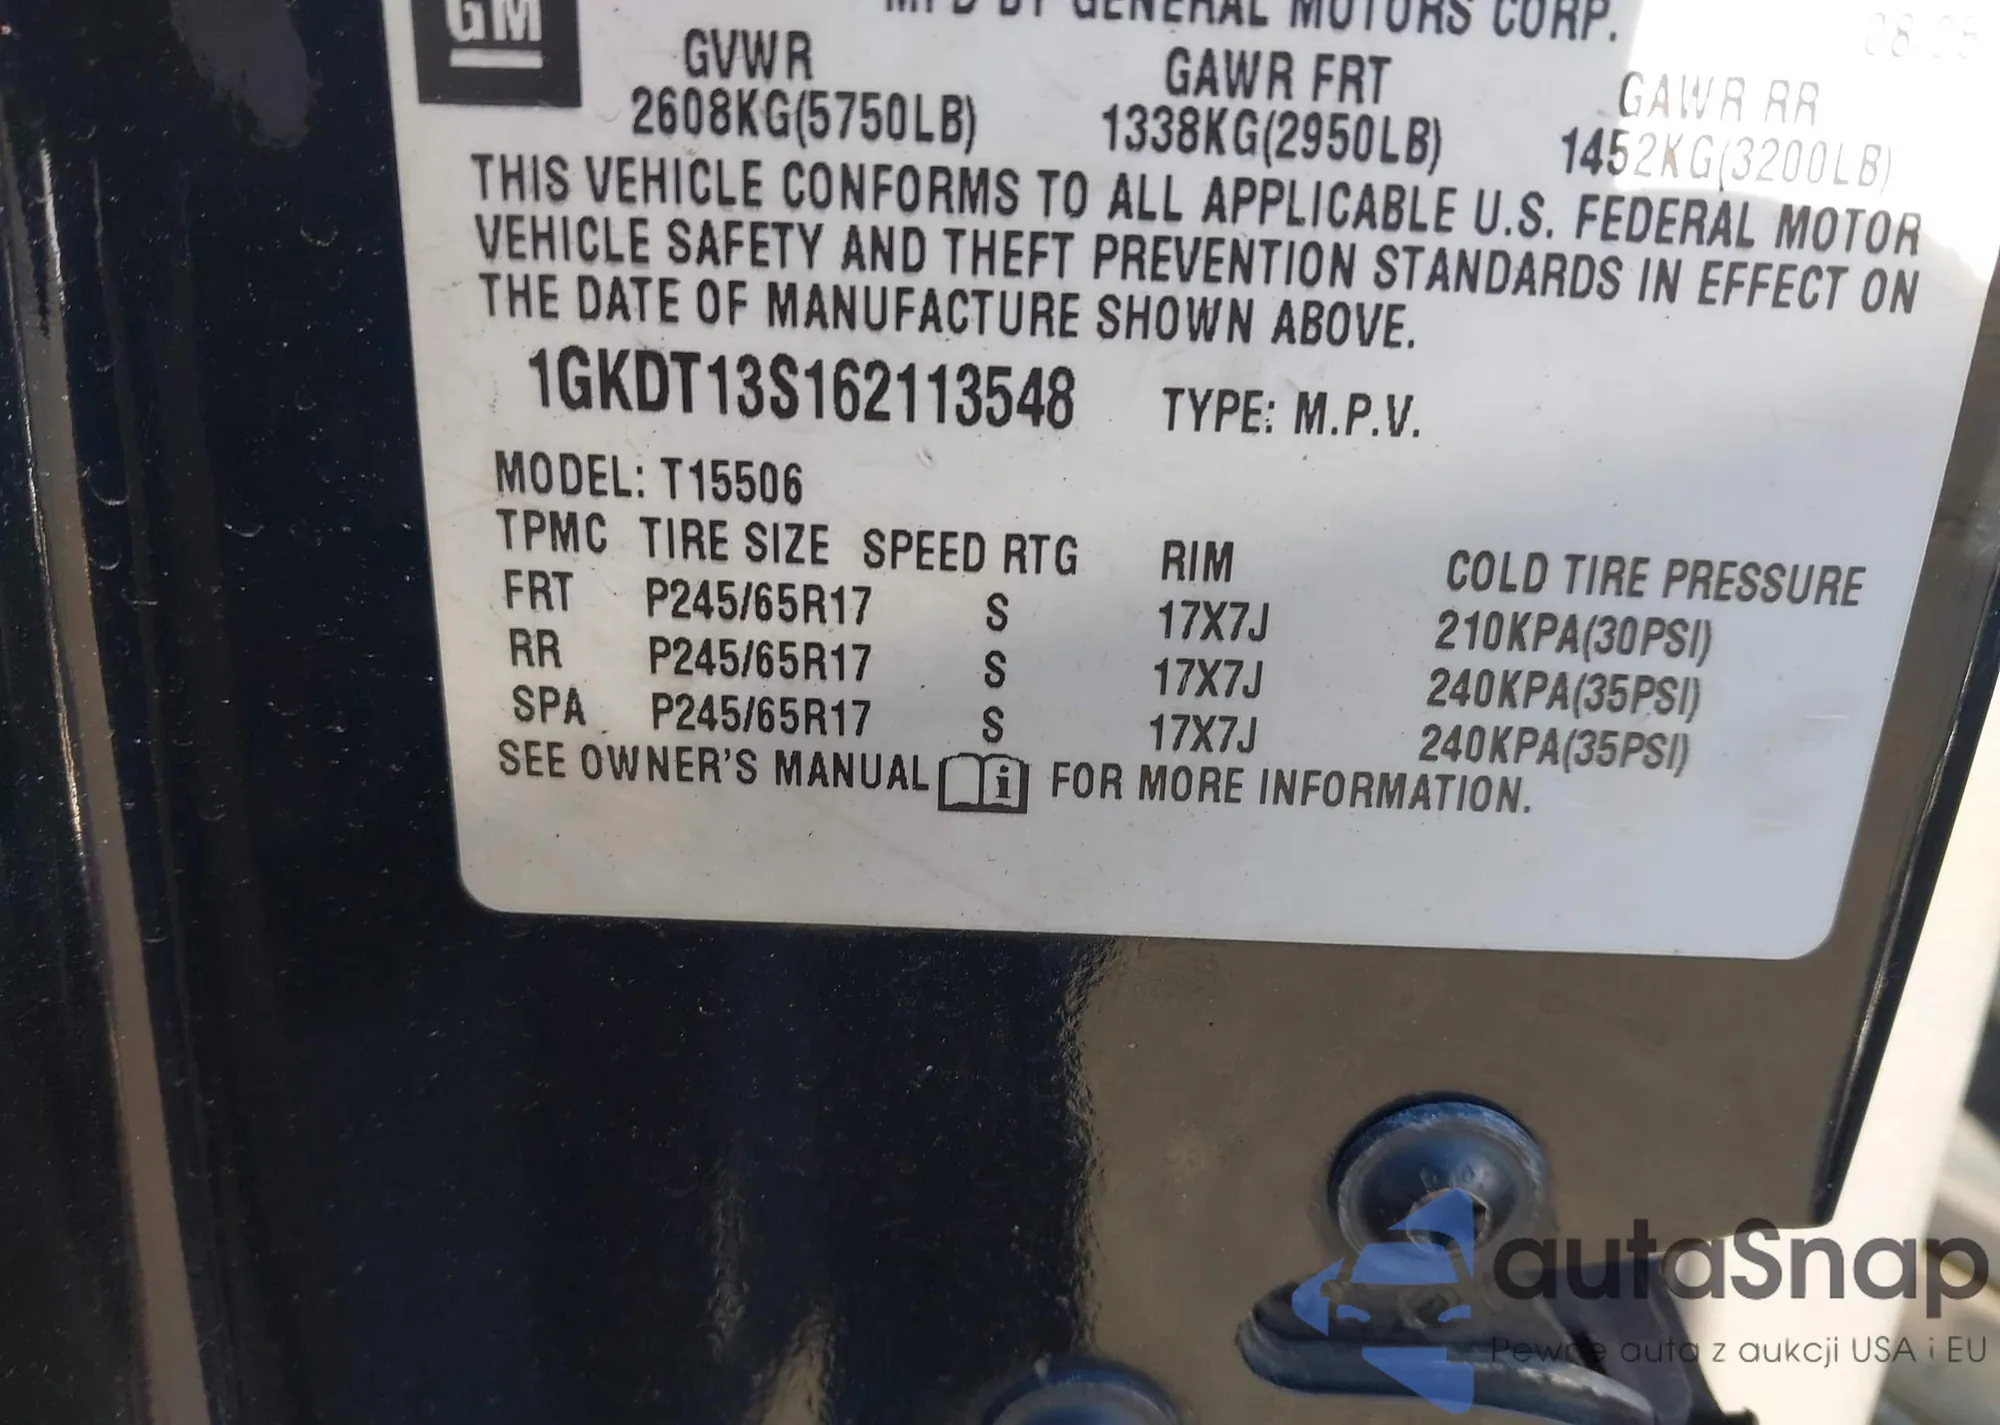 GM
MFD BY GENERAL MOTORS CORP.
GVWR GAWR FRT GAWR RR
2608KG(5750LB) 1338KG(2950LB) 1452KG(3200LB)
THIS VEHICLE CONFORMS TO ALL APPLICABLE U.S. FEDERAL MOTOR
VEHICLE SAFETY AND THEFT PREVENTION STANDARDS IN EFFECT ON
THE DATE OF MANUFACTURE SHOWN ABOVE.
1GKDT13S162113548 TYPE: M.P.V.
MODEL: T15506
TPMC TIRE SIZE SPEED RTG RIM COLD TIRE PRESSURE
FRT P245/65R17 S 17X7J 210KPA(30PSI)
RR P245/65R17 S 17X7J 240KPA(35PSI)
SPA P245/65R17 S 17X7J 240KPA(35PSI)
SEE OWNER'S MANUAL i FOR MORE INFORMATION.
autaSnap
Pewne auta z aukcji USA i EU